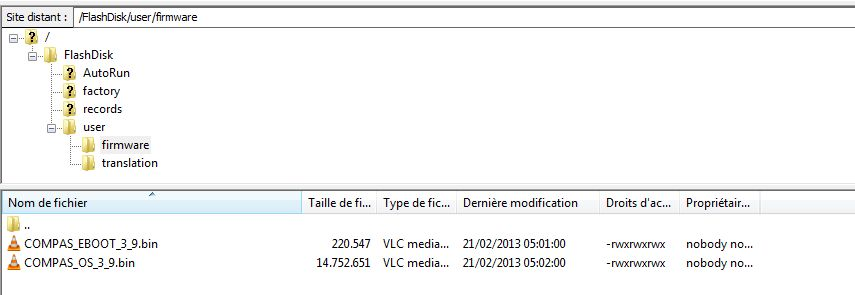 Site distant : /FlashDisk/user/firmware
/
FlashDisk
AutoRun
factory
records
user
firmware
translation
Nom de fichier Taille de fi... Type de fic... Dernière modification Droits d'ac... Propriétair...
..
COMPAS_EBOOT_3_9.bin 220.547 VLC media... 21/02/2013 05:01:00 -rwxrwxrwx nobody no...
COMPAS_OS_3_9.bin 14.752.651 VLC media... 21/02/2013 05:02:00 -rwxrwxrwx nobody no...